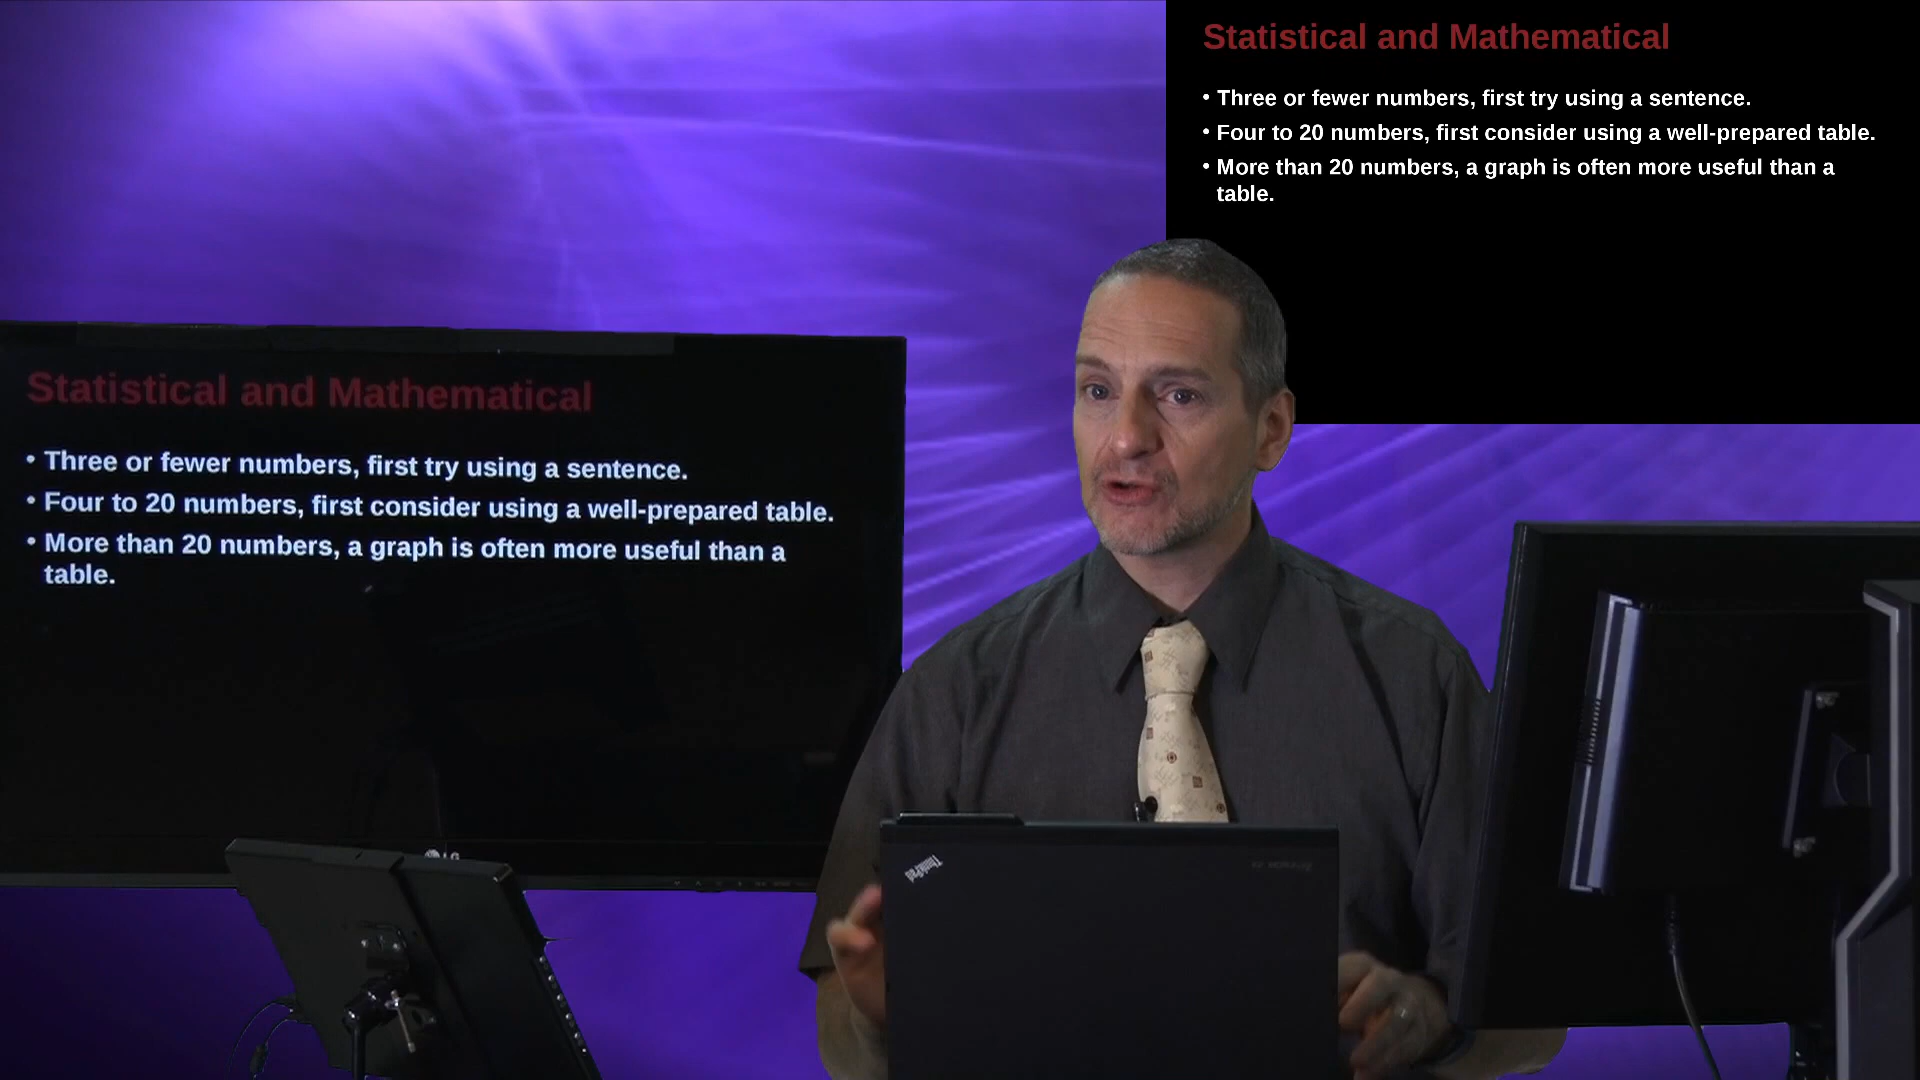 Statistical and Mathematical
• Three or fewer numbers, first try using a sentence.
• Four to 20 numbers, first consider using a well-prepared table.
• More than 20 numbers, a graph is often more useful than a
table.
Statistical and Mathematical
• Three or fewer numbers, first try using a sentence.
• Four to 20 numbers, first consider using a well-prepared table.
• More than 20 numbers, a graph is often more useful than a
table.
LG
ThinkPad